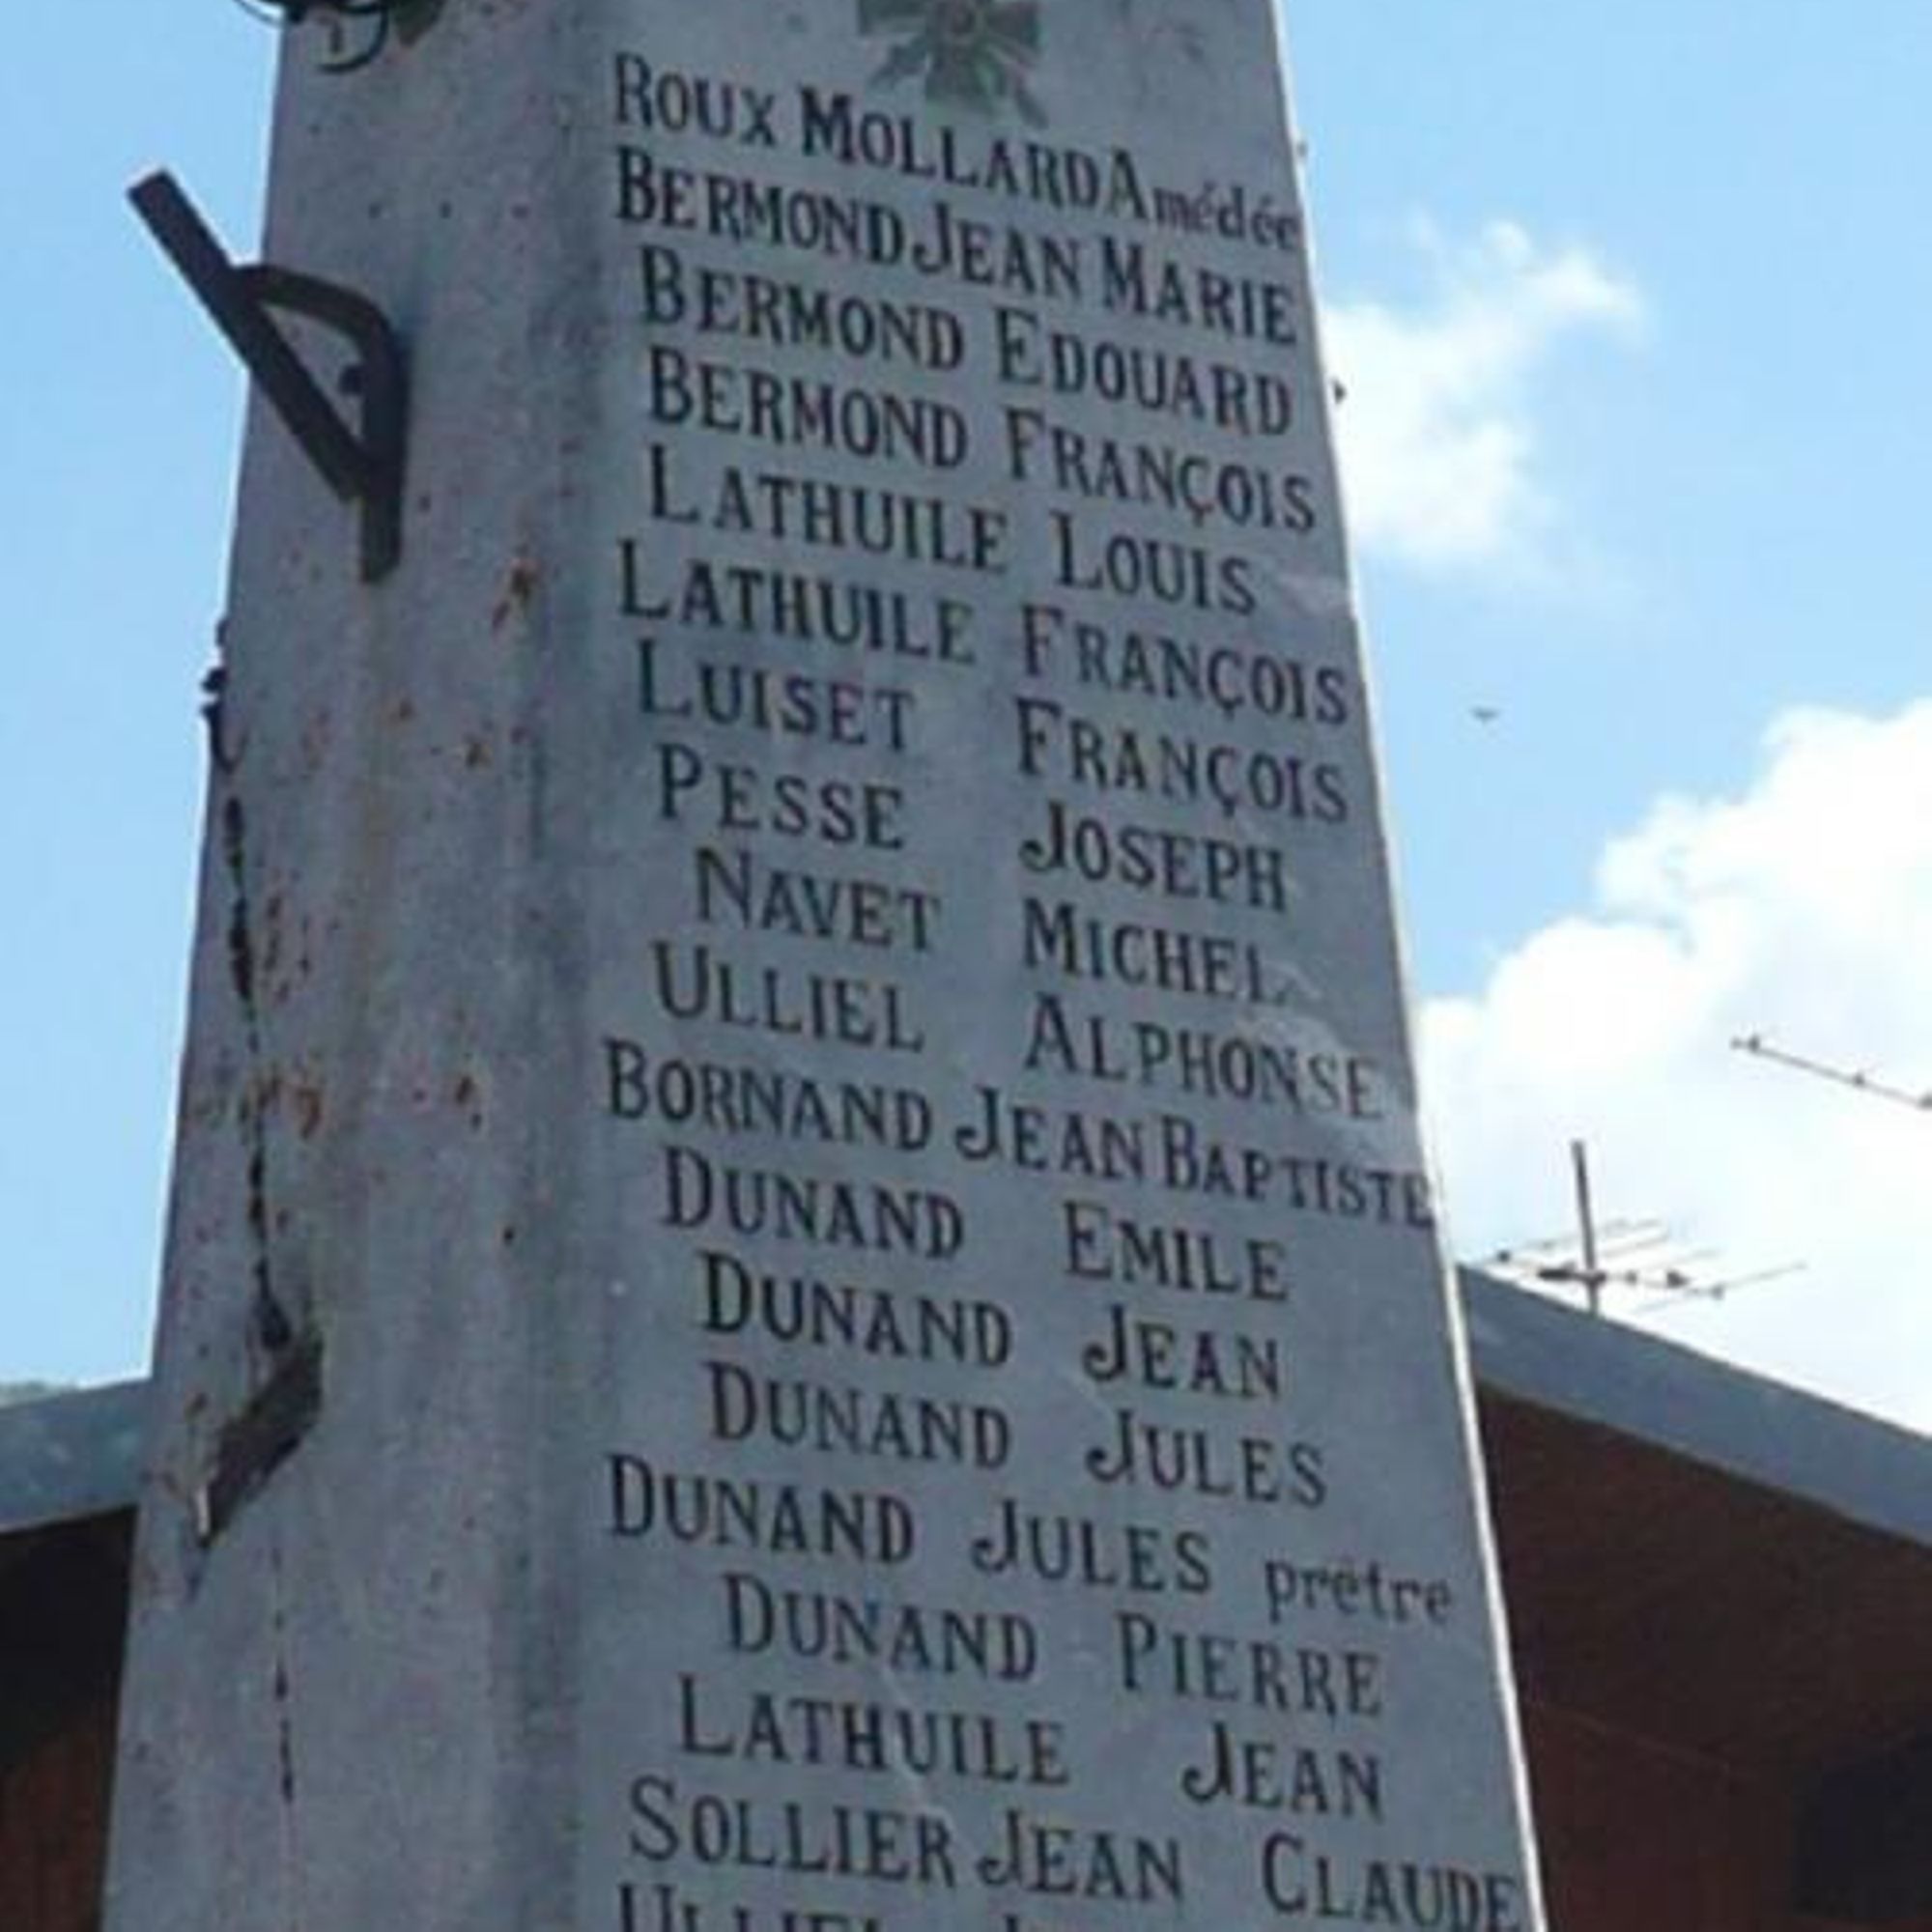 ROUX MOLLARD Amédée
BERMOND JEAN MARIE
BERMOND EDOUARD
BERMOND FRANÇOIS
LATHUILE LOUIS
LATHUILE FRANÇOIS
LUISET FRANÇOIS
PESSE JOSEPH
NAVET MICHEL
ULLIEL ALPHONSE
BORNAND JEAN BAPTISTE
DUNAND EMILE
DUNAND JEAN
DUNAND JULES
DUNAND JULES prêtre
DUNAND PIERRE
LATHUILE JEAN
SOLLIER JEAN CLAUDE
ULLIEL